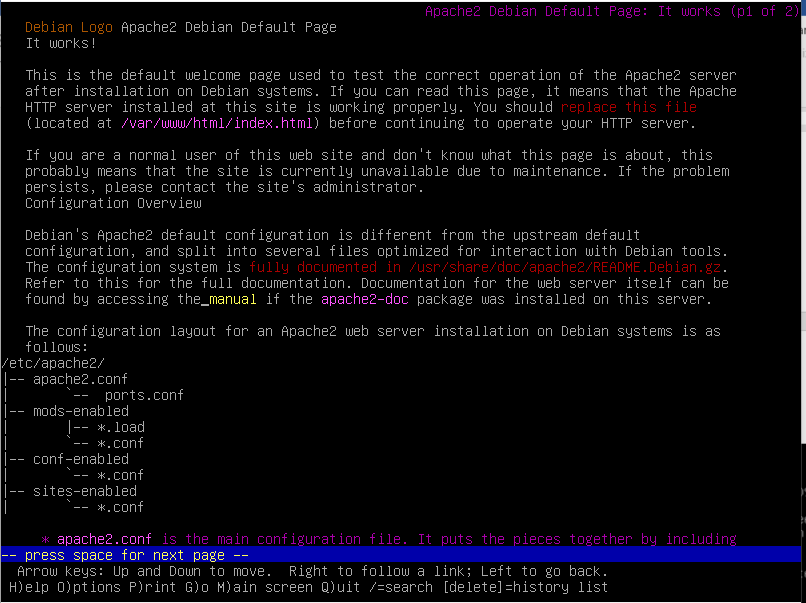 Apache2 Debian Default Page: It works (p1 of 2)
Debian Logo Apache2 Debian Default Page
It works!
This is the default welcome page used to test the correct operation of the Apache2 server
after installation on Debian systems. If you can read this page, it means that the Apache
HTTP server installed at this site is working properly. You should replace this file
(located at /var/www/html/index.html) before continuing to operate your HTTP server.
If you are a normal user of this web site and don't know what this page is about, this
probably means that the site is currently unavailable due to maintenance. If the problem
persists, please contact the site's administrator.
Configuration Overview
Debian's Apache2 default configuration is different from the upstream default
configuration, and split into several files optimized for interaction with Debian tools.
The configuration system is fully documented in /usr/share/doc/apache2/README.Debian.gz.
Refer to this for the full documentation. Documentation for the web server itself can be
found by accessing the manual if the apache2-doc package was installed on this server.
The configuration layout for an Apache2 web server installation on Debian systems is as
follows:
/etc/apache2/
|-- apache2.conf
|       `--  ports.conf
|-- mods-enabled
|       |-- *.load
|       `-- *.conf
|-- conf-enabled
|       `-- *.conf
|-- sites-enabled
|       `-- *.conf
* apache2.conf is the main configuration file. It puts the pieces together by including
-- press space for next page --
Arrow keys: Up and Down to move.  Right to follow a link; Left to go back.
H)elp O)ptions P)rint G)o M)ain screen Q)uit /=search [delete]=history list